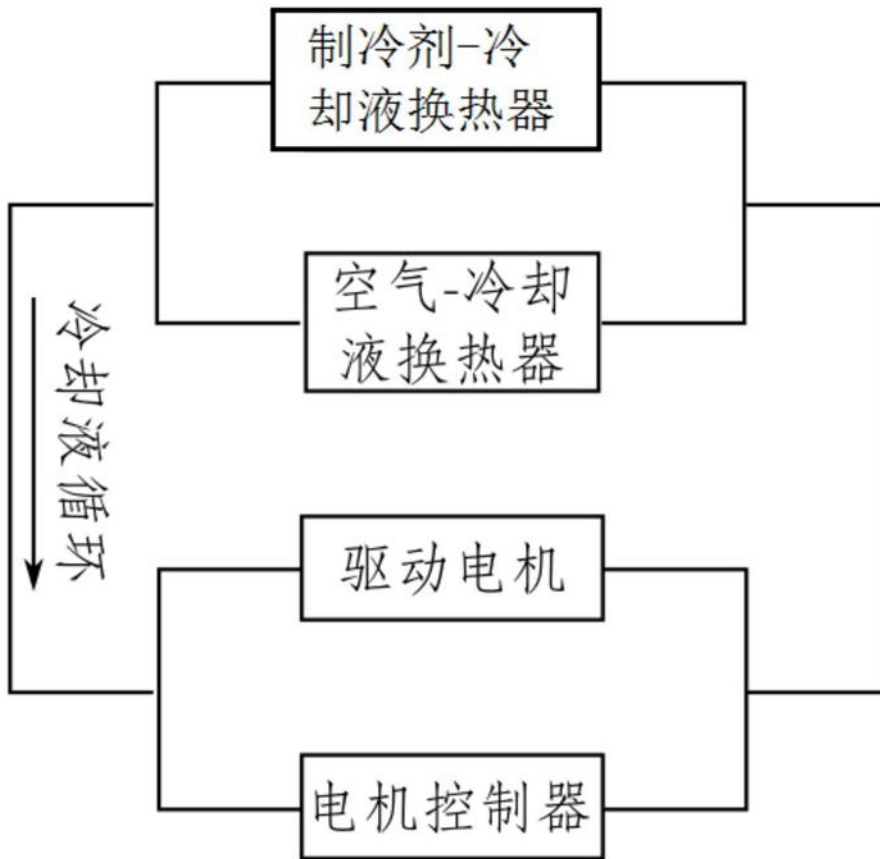 制冷剂-冷
却液换热器
空气-冷却
液换热器
冷却液循环
驱动电机
电机控制器